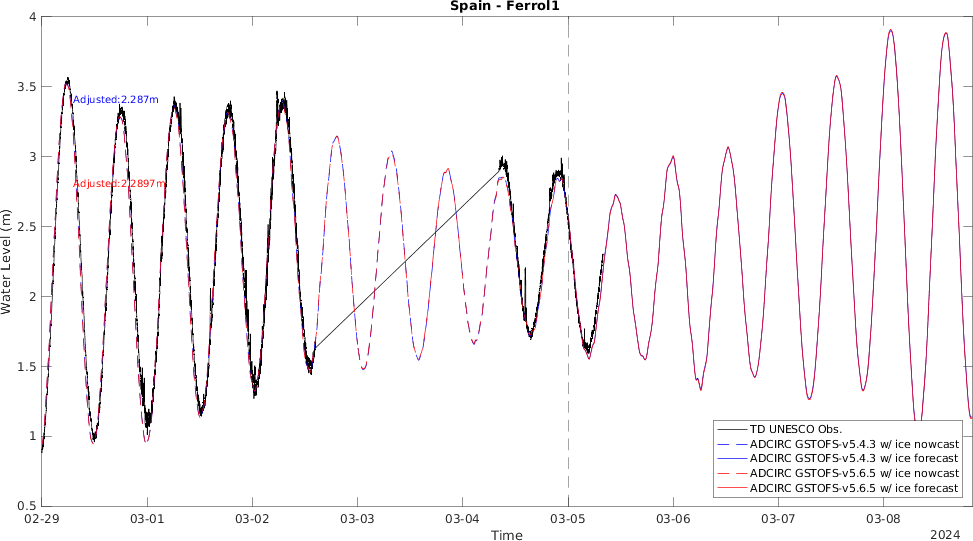 Spain - Ferrol1
4
3.5
3
2.5
2
1.5
1
0.5
Water Level (m)
Adjusted:2.287m
Adjusted:2.2897m
TD UNESCO Obs.
ADCIRC GSTOFS-v5.4.3 w/ ice nowcast
ADCIRC GSTOFS-v5.4.3 w/ ice forecast
ADCIRC GSTOFS-v5.6.5 w/ ice nowcast
ADCIRC GSTOFS-v5.6.5 w/ ice forecast
02-29 03-01 03-02 03-03 03-04 03-05 03-06 03-07 03-08
Time
2024